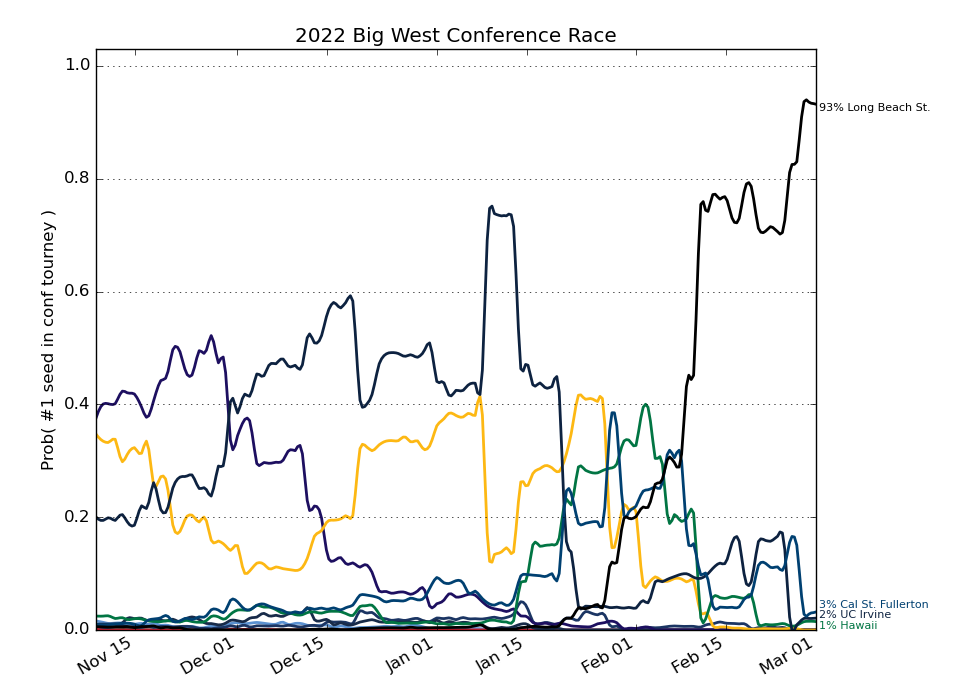 2022 Big West Conference Race
Prob( #1 seed in conf tourney )
1.0
0.8
0.6
0.4
0.2
0.0
93% Long Beach St.
3% Cal St. Fullerton
2% UC Irvine
1% Hawaii
Nov 15
Dec 01
Dec 15
Jan 01
Jan 15
Feb 01
Feb 15
Mar 01